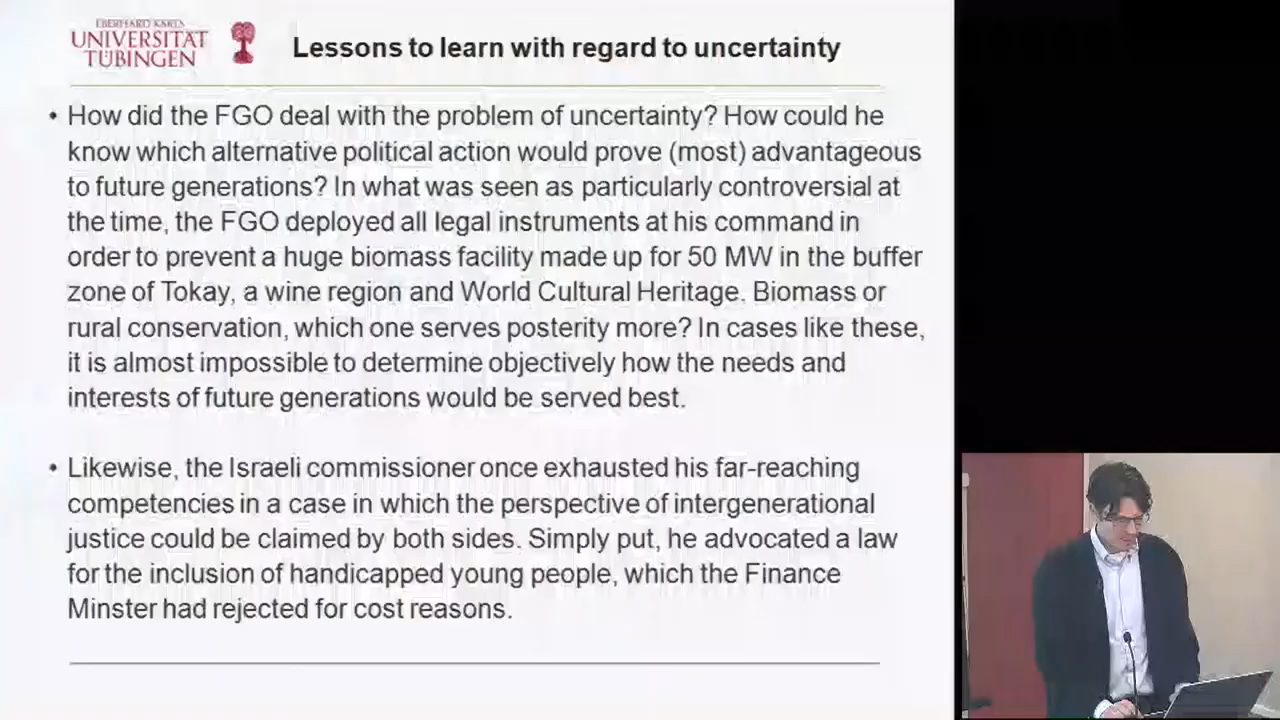 EBERHARD KARLS
UNIVERSITÄT
TÜBINGEN
Lessons to learn with regard to uncertainty
• How did the FGO deal with the problem of uncertainty? How could he
know which alternative political action would prove (most) advantageous
to future generations? In what was seen as particularly controversial at
the time, the FGO deployed all legal instruments at his command in
order to prevent a huge biomass facility made up for 50 MW in the buffer
zone of Tokay, a wine region and World Cultural Heritage. Biomass or
rural conservation, which one serves posterity more? In cases like these,
it is almost impossible to determine objectively how the needs and
interests of future generations would be served best.
• Likewise, the Israeli commissioner once exhausted his far-reaching
competencies in a case in which the perspective of intergenerational
justice could be claimed by both sides. Simply put, he advocated a law
for the inclusion of handicapped young people, which the Finance
Minster had rejected for cost reasons.